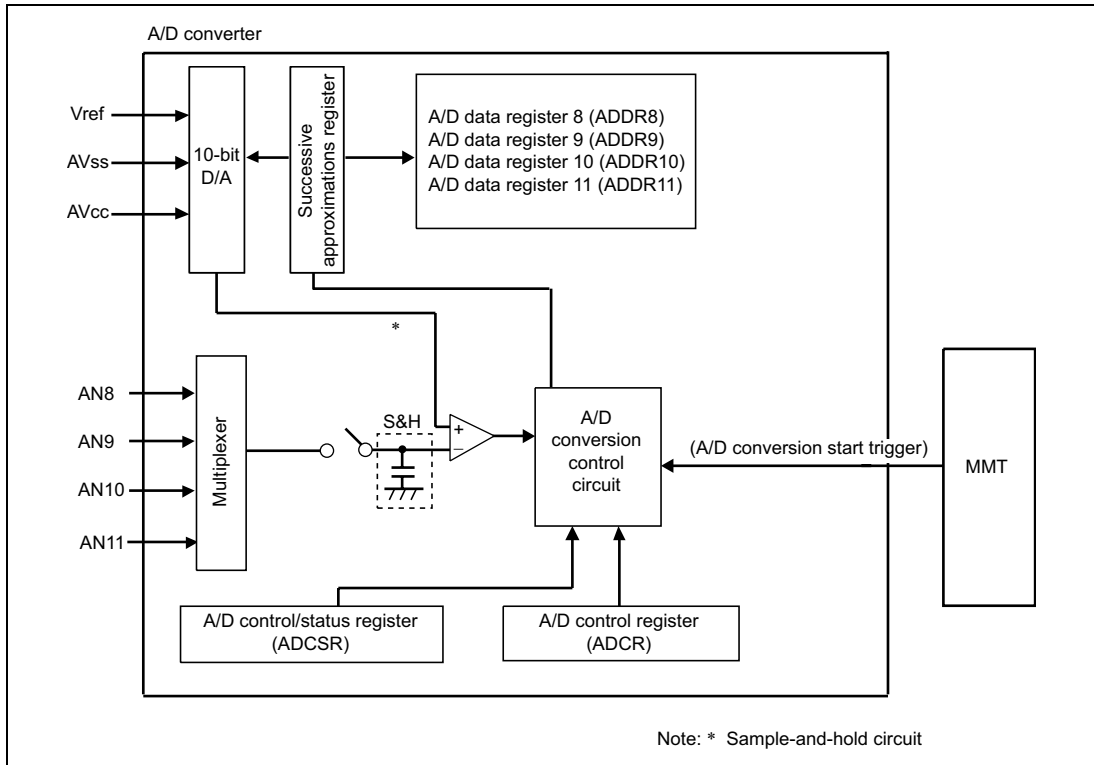 A/D converter
Vref
AVss
AVcc
10-bit
D/A
Successive
approximations register
A/D data register 8 (ADDR8)
A/D data register 9 (ADDR9)
A/D data register 10 (ADDR10)
A/D data register 11 (ADDR11)
*
AN8
AN9
AN10
AN11
Multiplexer
S&H
+
−
A/D
conversion
control
circuit
(A/D conversion start trigger)
MMT
A/D control/status register
(ADCSR)
A/D control register
(ADCR)
Note: * Sample-and-hold circuit